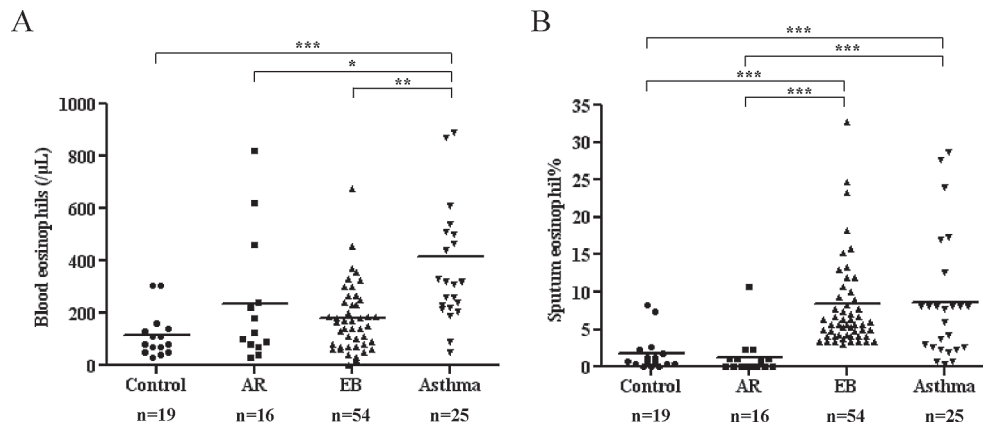 A
***
*
**
1000
800
600
400
200
0
Blood eosinophils (/μL)
Control AR EB Asthma
n=19 n=16 n=54 n=25
B
***
***
***
***
35
30
25
20
15
10
5
0
Sputum eosinophil%
Control AR EB Asthma
n=19 n=16 n=54 n=25